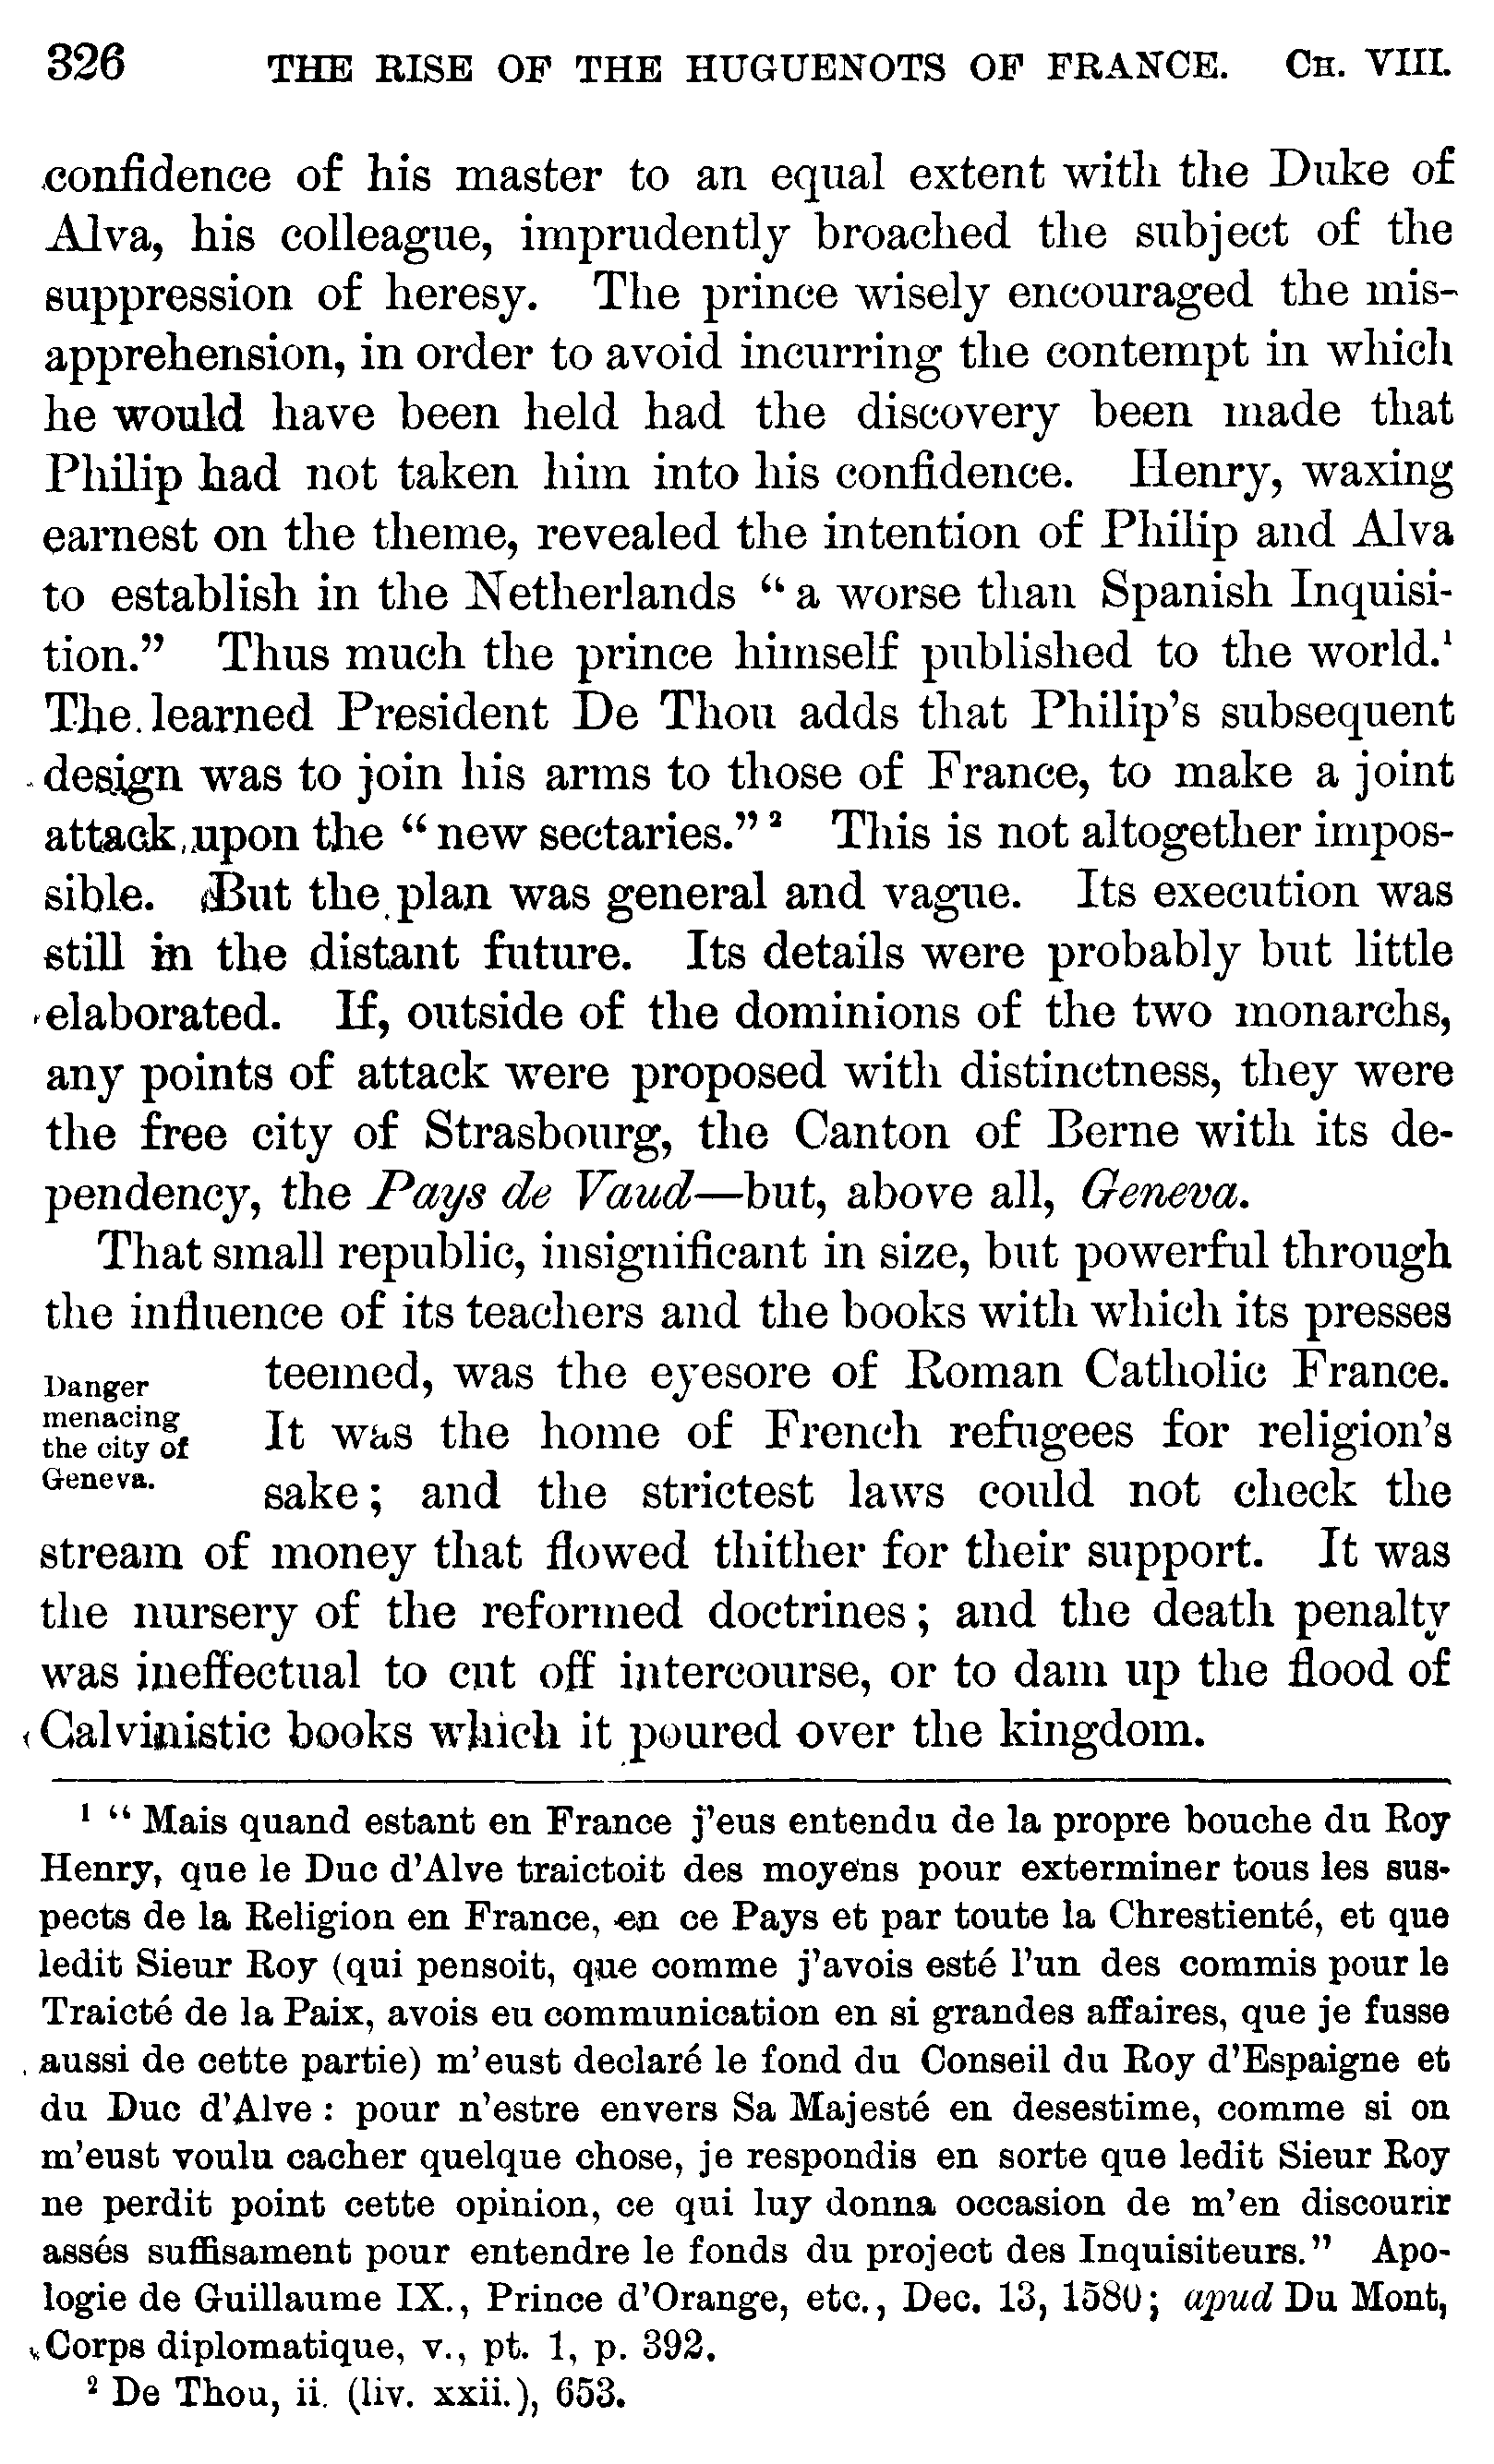 326 THE RISE OF THE HUGUENOTS OF FRANCE. CH. VIII.
confidence of his master to an equal extent with the Duke of
Alva, his colleague, imprudently broached the subject of the
suppression of heresy. The prince wisely encouraged the mis-
apprehension, in order to avoid incurring the contempt in which
he would have been held had the discovery been made that
Philip had not taken him into his confidence. Henry, waxing
earnest on the theme, revealed the intention of Philip and Alva
to establish in the Netherlands “a worse than Spanish Inquisi-
tion.” Thus much the prince himself published to the world.¹
The learned President De Thou adds that Philip's subsequent
design was to join his arms to those of France, to make a joint
attack upon the “new sectaries.”² This is not altogether impos-
sible. But the plan was general and vague. Its execution was
still in the distant future. Its details were probably but little
elaborated. If, outside of the dominions of the two monarchs,
any points of attack were proposed with distinctness, they were
the free city of Strasbourg, the Canton of Berne with its de-
pendency, the Pays de Vaud—but, above all, Geneva.
That small republic, insignificant in size, but powerful through
the influence of its teachers and the books with which its presses
Danger
menacing
the city of
Geneva.
teemed, was the eyesore of Roman Catholic France.
It was the home of French refugees for religion's
sake; and the strictest laws could not check the
stream of money that flowed thither for their support. It was
the nursery of the reformed doctrines; and the death penalty
was ineffectual to cut off intercourse, or to dam up the flood of
Calvinistic books which it poured over the kingdom.
¹ “Mais quand estant en France j'eus entendu de la propre bouche du Roy
Henry, que le Duc d'Alve traictoit des moyens pour exterminer tous les sus-
pects de la Religion en France, en ce Pays et par toute la Chrestienté, et que
ledit Sieur Roy (qui pensoit, que comme j'avois esté l'un des commis pour le
Traicté de la Paix, avois eu communication en si grandes affaires, que je fusse
aussi de cette partie) m'eust declaré le fond du Conseil du Roy d'Espaigne et
du Duc d'Alve: pour n'estre envers Sa Majesté en desestime, comme si on
m'eust voulu cacher quelque chose, je respondis en sorte que ledit Sieur Roy
ne perdit point cette opinion, ce qui luy donna occasion de m'en discourir
assés suffisament pour entendre le fonds du project des Inquisiteurs.” Apo-
logie de Guillaume IX., Prince d'Orange, etc., Dec. 13, 1580; apud Du Mont,
Corps diplomatique, v., pt. 1, p. 392.
² De Thou, ii. (liv. xxii.), 653.